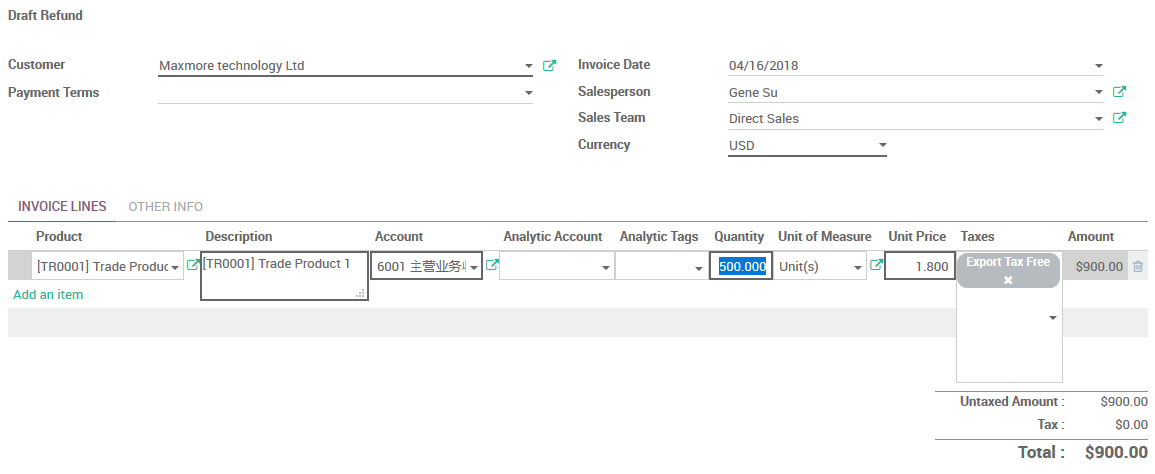 Draft Refund
Customer Maxmore technology Ltd Invoice Date 04/16/2018
Payment Terms Salesperson Gene Su
Sales Team Direct Sales
Currency USD
INVOICE LINES OTHER INFO
Product Description Account Analytic Account Analytic Tags Quantity Unit of Measure Unit Price Taxes Amount
[TR0001] Trade Produc [TR0001] Trade Product 1 6001 主营业务 500.000 Unit(s) 1.800 Export Tax Free $900.00
Add an item
Untaxed Amount : $900.00
Tax : $0.00
Total : $900.00